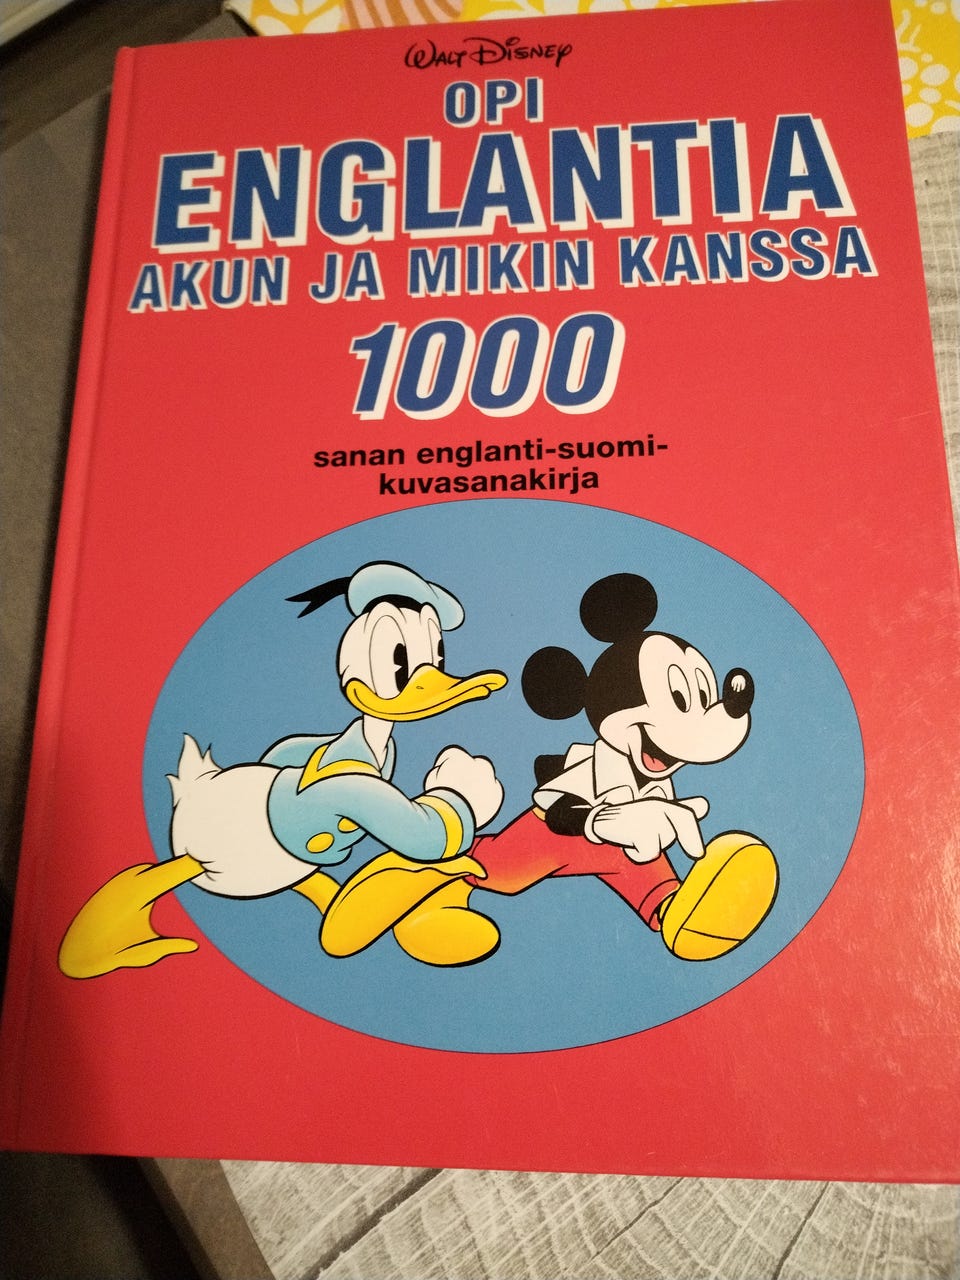 WALT DISNEY
OPI
ENGLANTIA
AKUN JA MIKIN KANSSA
1000
sanan englanti-suomi-
kuvasanakirja